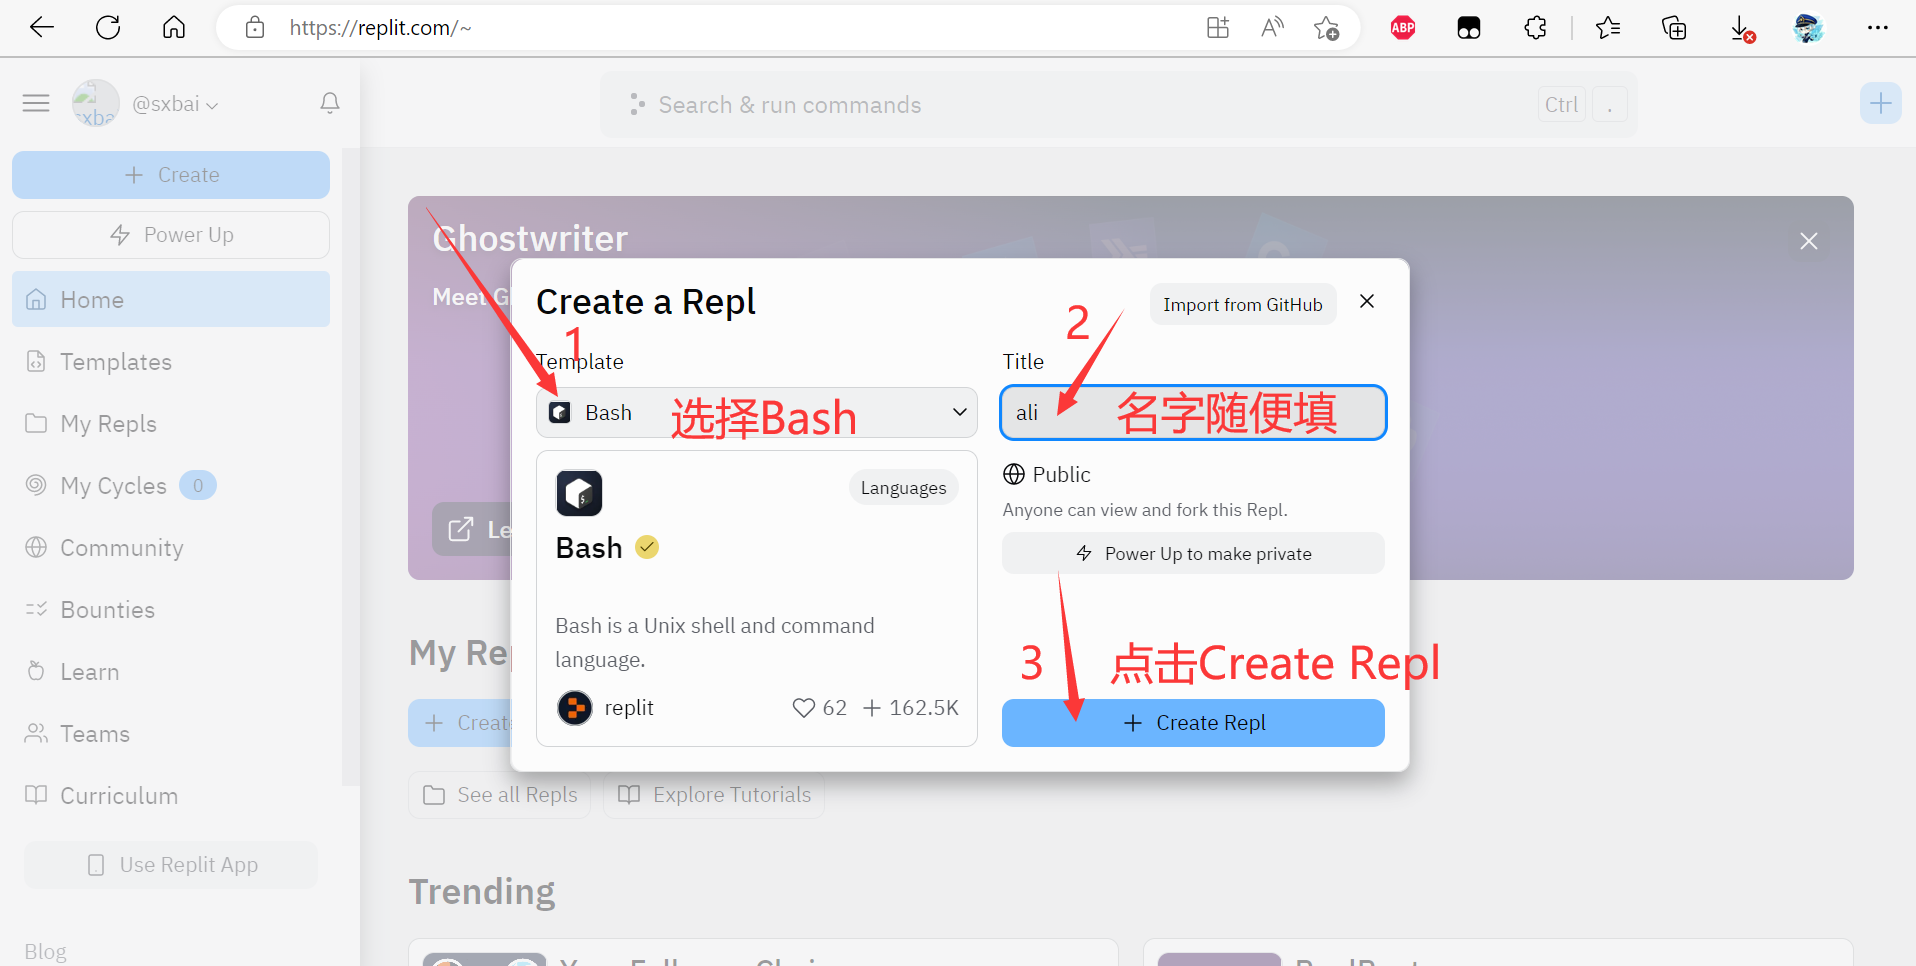 https://replit.com/~
ABP
@sxbai
sxba
Search & run commands
Ctrl
.
Create
Power Up
Home
Templates
My Repls
My Cycles 0
Community
Bounties
Learn
Teams
Curriculum
Use Replit App
Blog
Ghostwriter
Meet G
Le
Create a Repl
Import from GitHub
1
2
Template
Title
Bash
选择Bash
ali
名字随便填
Languages
Public
Anyone can view and fork this Repl.
Bash
Power Up to make private
Bash is a Unix shell and command
language.
replit
62
162.5K
3
点击Create Repl
Create Repl
My Re
Creat
See all Repls
Explore Tutorials
Trending